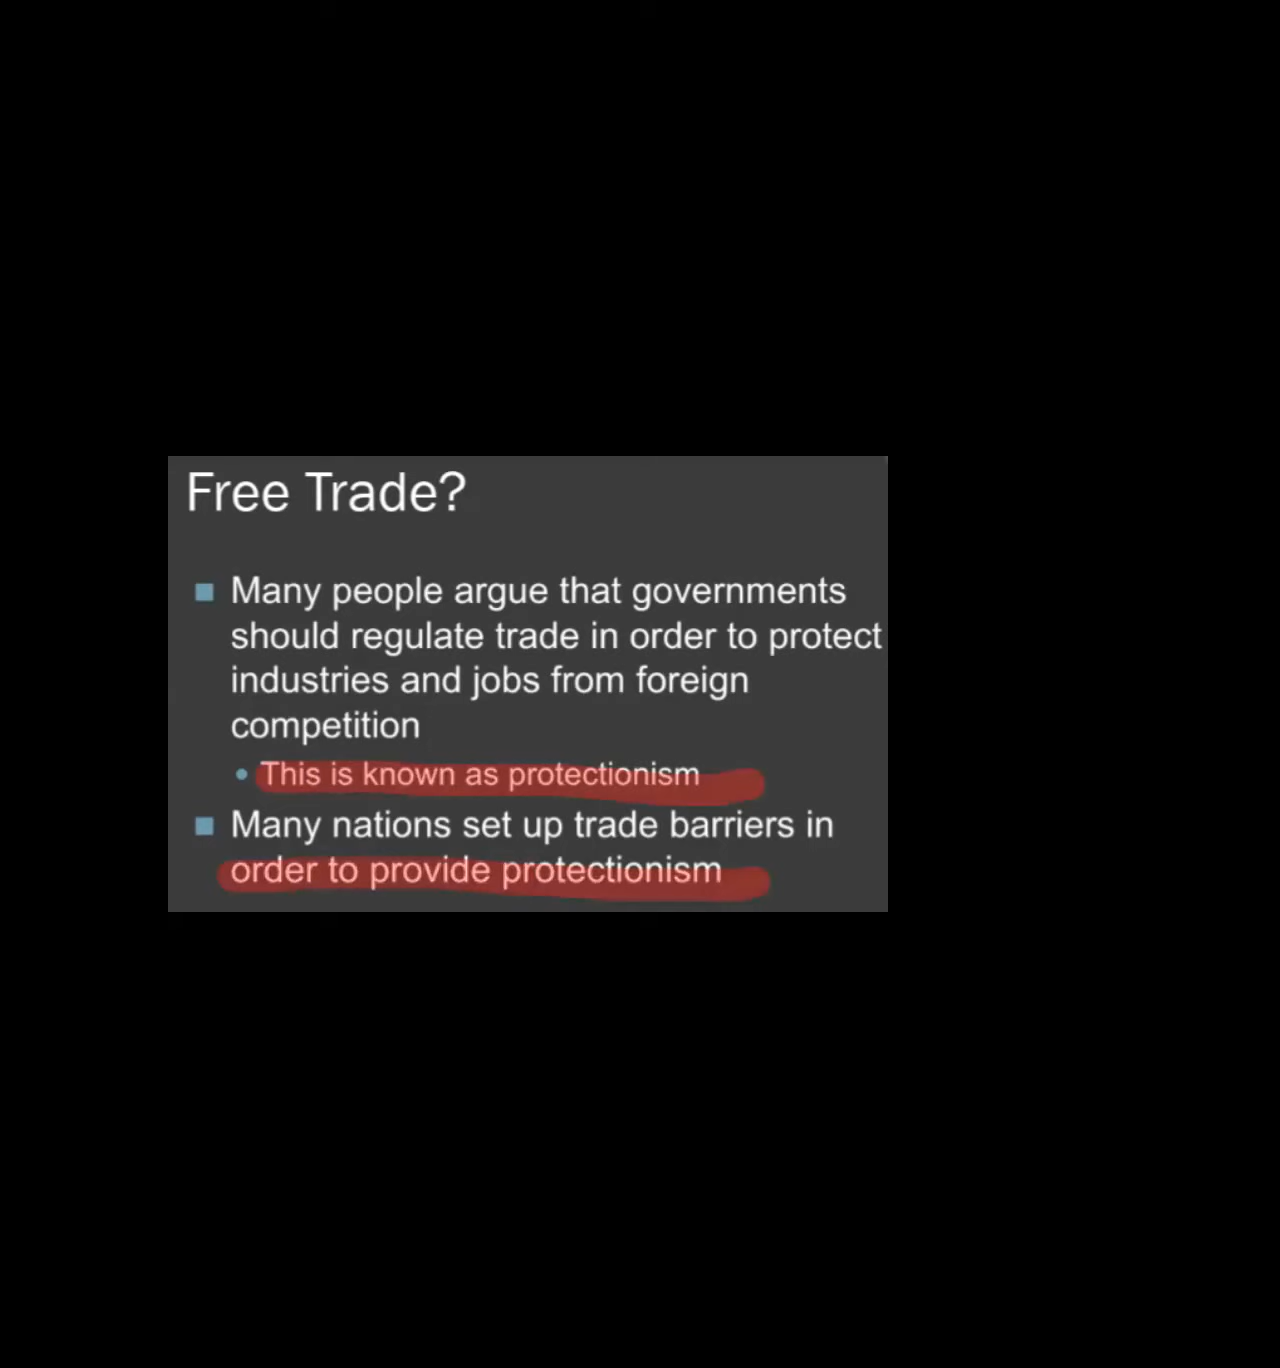 Free Trade?
Many people argue that governments
should regulate trade in order to protect
industries and jobs from foreign
competition
This is known as protectionism
Many nations set up trade barriers in
order to provide protectionism